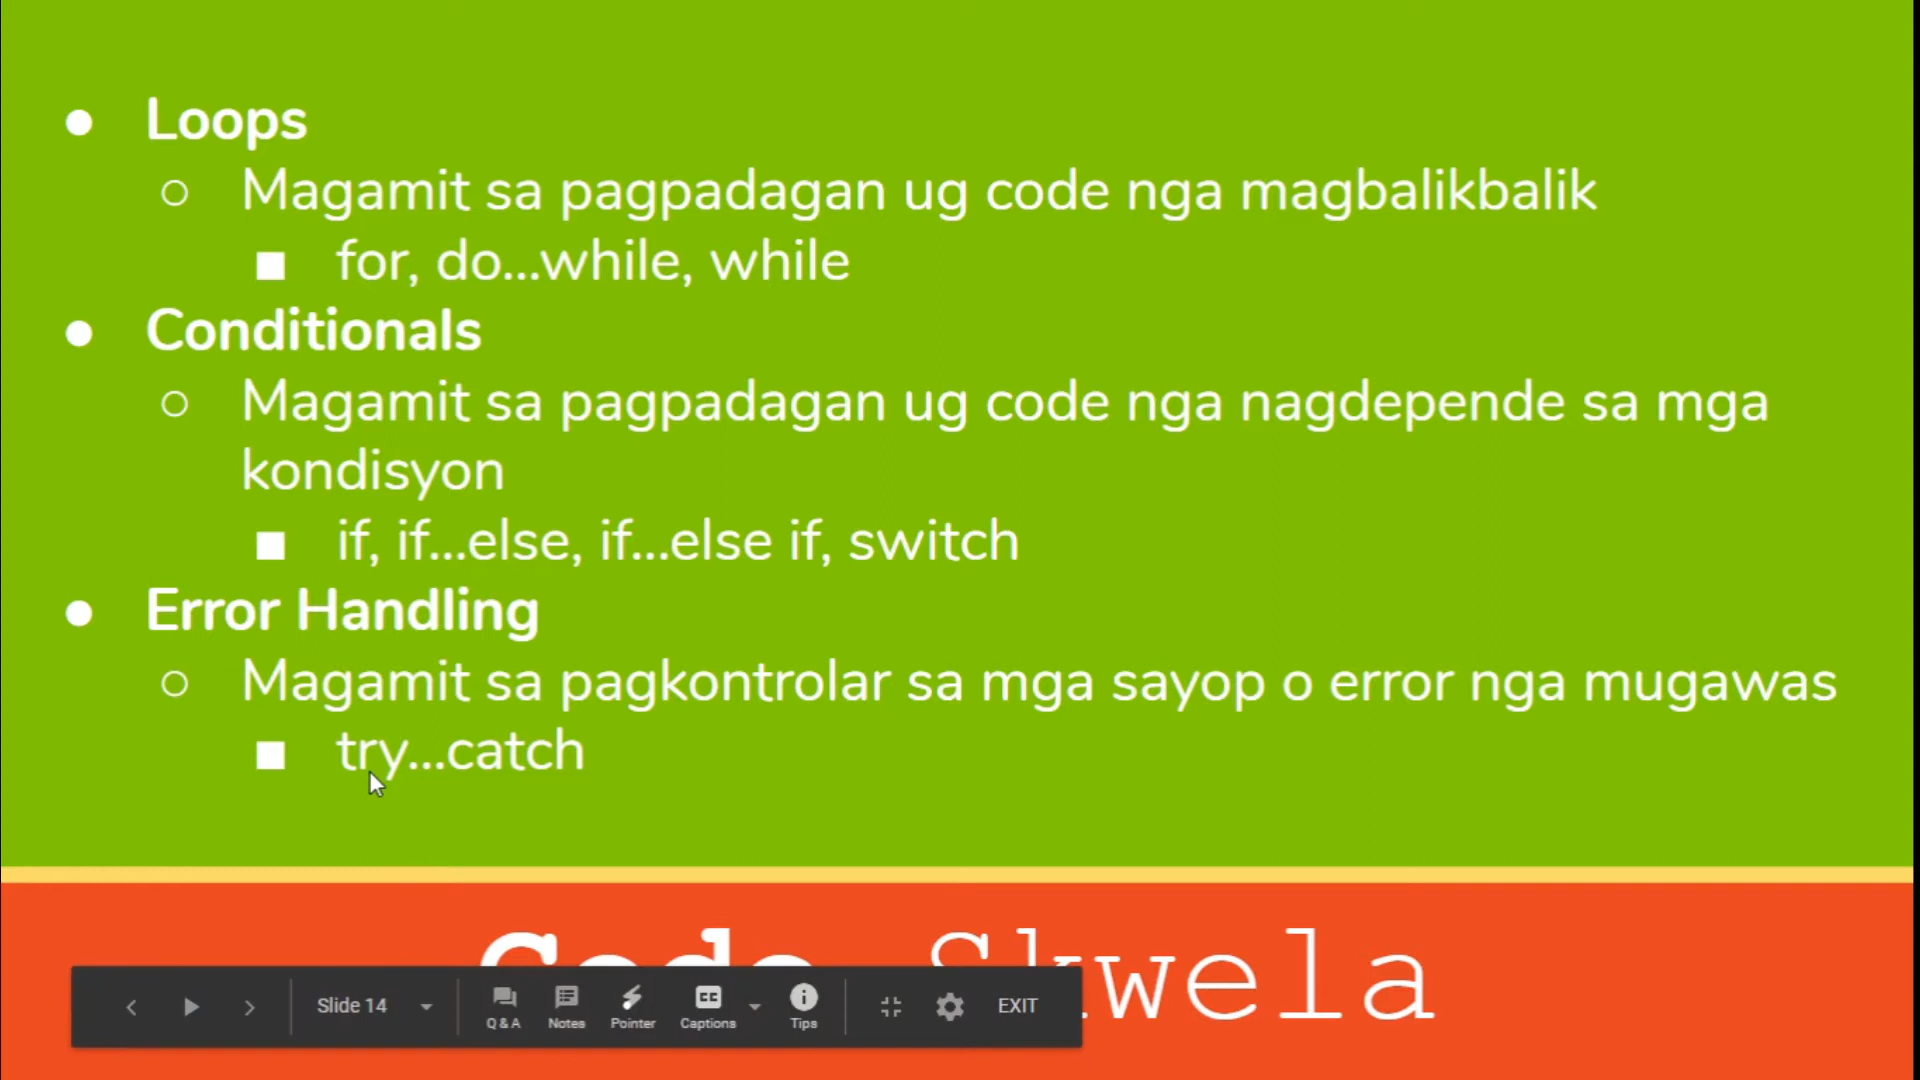 ● Loops
○ Magamit sa pagpadagan ug code nga magbalikbalik
■ for, do...while, while
● Conditionals
○ Magamit sa pagpadagan ug code nga nagdepende sa mga
kondisyon
■ if, if...else, if...else if, switch
● Error Handling
○ Magamit sa pagkontrolar sa mga sayop o error nga mugawas
■ try...catch
Code Skwela
Slide 14
Q & A Notes Pointer Captions Tips EXIT